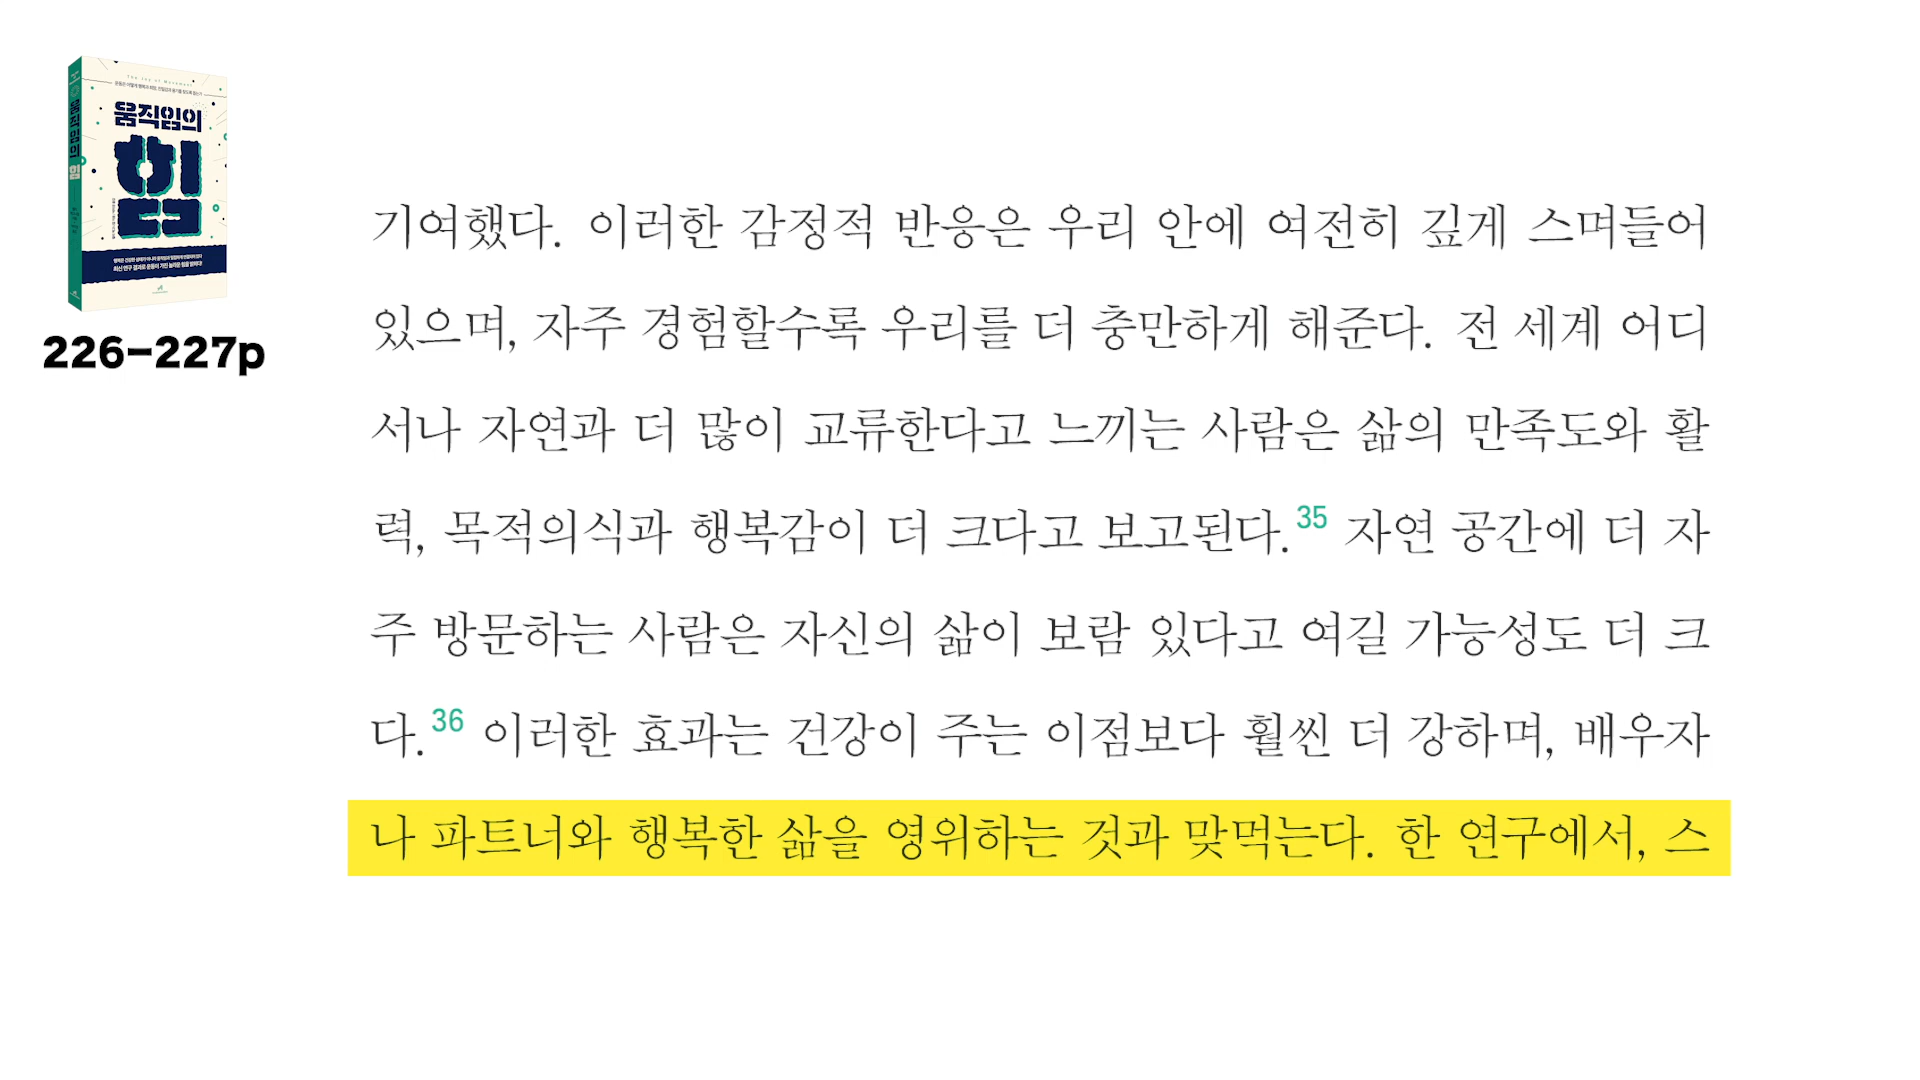 The Joy of Movement
움직임의
힘
움직임의
힘
226-227p
기여했다. 이러한 감정적 반응은 우리 안에 여전히 깊게 스며들어
있으며, 자주 경험할수록 우리를 더 충만하게 해준다. 전 세계 어디
서나 자연과 더 많이 교류한다고 느끼는 사람은 삶의 만족도와 활
력, 목적의식과 행복감이 더 크다고 보고된다.35 자연 공간에 더 자
주 방문하는 사람은 자신의 삶이 보람 있다고 여길 가능성도 더 크
다.36 이러한 효과는 건강이 주는 이점보다 훨씬 더 강하며, 배우자
나 파트너와 행복한 삶을 영위하는 것과 맞먹는다. 한 연구에서, 스